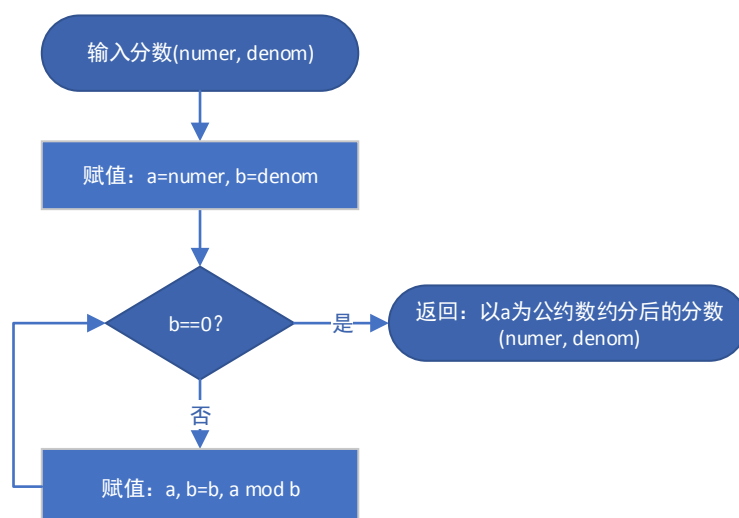 输入分数(numer, denom)
赋值：a=numer, b=denom
b==0?
是
返回：以a为公约数约分后的分数
(numer, denom)
否
赋值：a, b=b, a mod b